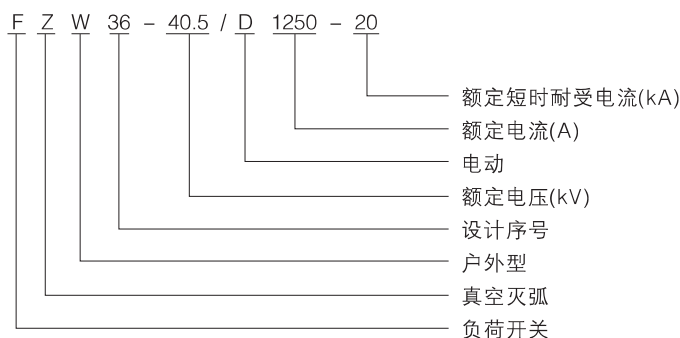 F Z W 36 - 40.5 / D 1250 - 20
额定短时耐受电流(kA)
额定电流(A)
电动
额定电压(kV)
设计序号
户外型
真空灭弧
负荷开关